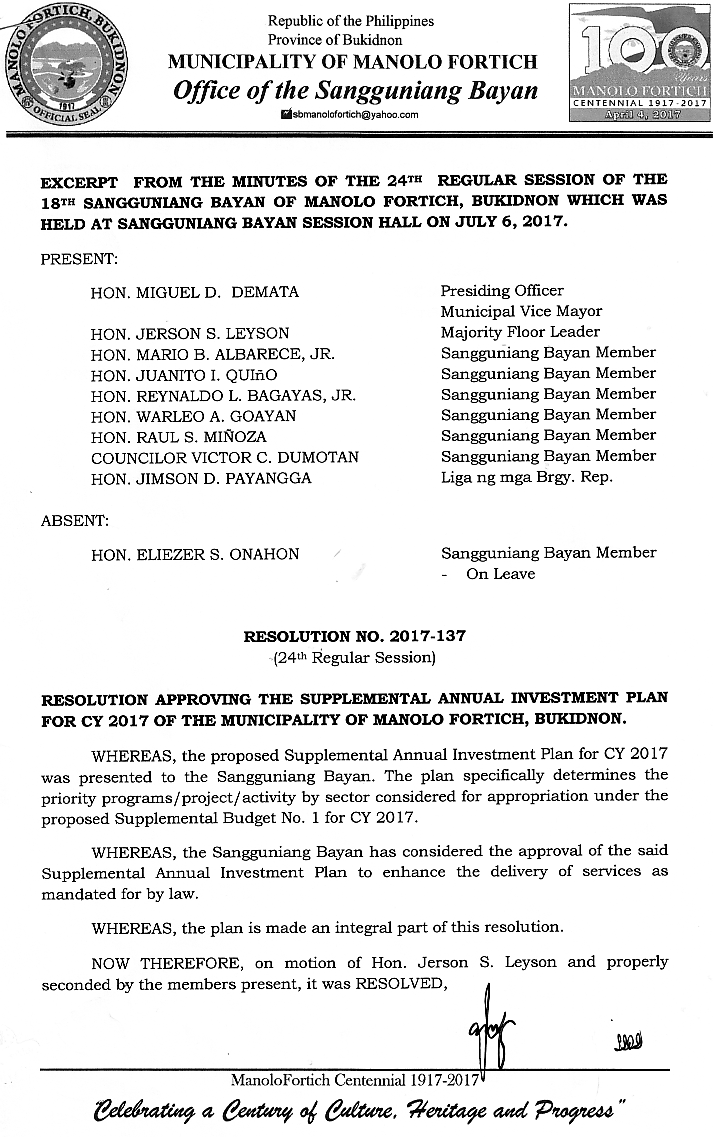 MANOLO FORTICH, BUKIDNON
1917
OFFICIAL SEAL
Republic of the Philippines
Province of Bukidnon
MUNICIPALITY OF MANOLO FORTICH
Office of the Sangguniang Bayan
sbmanolofortich@yahoo.com
100
Years
MANOLO FORTICH
CENTENNIAL 1917-2017
April 4, 2017
EXCERPT FROM THE MINUTES OF THE 24TH REGULAR SESSION OF THE
18TH SANGGUNIANG BAYAN OF MANOLO FORTICH, BUKIDNON WHICH WAS
HELD AT SANGGUNIANG BAYAN SESSION HALL ON JULY 6, 2017.
PRESENT:
HON. MIGUEL D. DEMATA Presiding Officer
Municipal Vice Mayor
HON. JERSON S. LEYSON Majority Floor Leader
HON. MARIO B. ALBARECE, JR. Sangguniang Bayan Member
HON. JUANITO I. QUIñO Sangguniang Bayan Member
HON. REYNALDO L. BAGAYAS, JR. Sangguniang Bayan Member
HON. WARLEO A. GOAYAN Sangguniang Bayan Member
HON. RAUL S. MIÑOZA Sangguniang Bayan Member
COUNCILOR VICTOR C. DUMOTAN Sangguniang Bayan Member
HON. JIMSON D. PAYANGGA Liga ng mga Brgy. Rep.
ABSENT:
HON. ELIEZER S. ONAHON Sangguniang Bayan Member
- On Leave
RESOLUTION NO. 2017-137
(24th Regular Session)
RESOLUTION APPROVING THE SUPPLEMENTAL ANNUAL INVESTMENT PLAN
FOR CY 2017 OF THE MUNICIPALITY OF MANOLO FORTICH, BUKIDNON.
WHEREAS, the proposed Supplemental Annual Investment Plan for CY 2017
was presented to the Sangguniang Bayan. The plan specifically determines the
priority programs/project/activity by sector considered for appropriation under the
proposed Supplemental Budget No. 1 for CY 2017.
WHEREAS, the Sangguniang Bayan has considered the approval of the said
Supplemental Annual Investment Plan to enhance the delivery of services as
mandated for by law.
WHEREAS, the plan is made an integral part of this resolution.
NOW THEREFORE, on motion of Hon. Jerson S. Leyson and properly
seconded by the members present, it was RESOLVED,
ManoloFortich Centennial 1917-2017
"Celebrating a Century of Culture, Heritage and Progress"